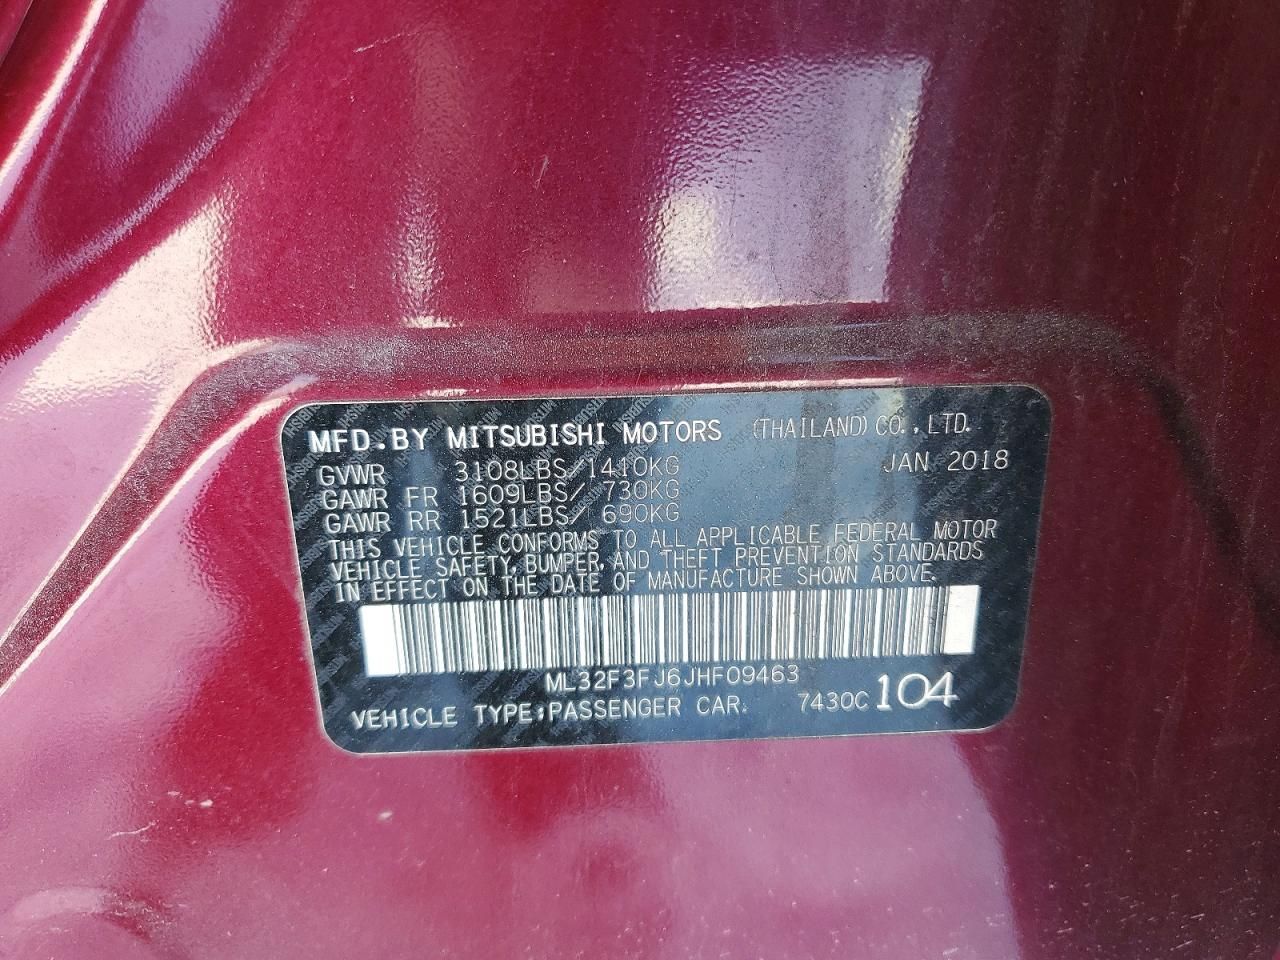 MFD. BY MITSUBISHI MOTORS (THAILAND) CO., LTD.
GVWR 3108LBS/1410KG JAN 2018
GAWR FR 1609LBS/ 730KG
GAWR RR 1521LBS/ 690KG
THIS VEHICLE CONFORMS TO ALL APPLICABLE FEDERAL MOTOR
VEHICLE SAFETY, BUMPER, AND THEFT PREVENTION STANDARDS
IN EFFECT ON THE DATE OF MANUFACTURE SHOWN ABOVE.
ML32F3FJ6JHF09463
VEHICLE TYPE:PASSENGER CAR. 7430C 104